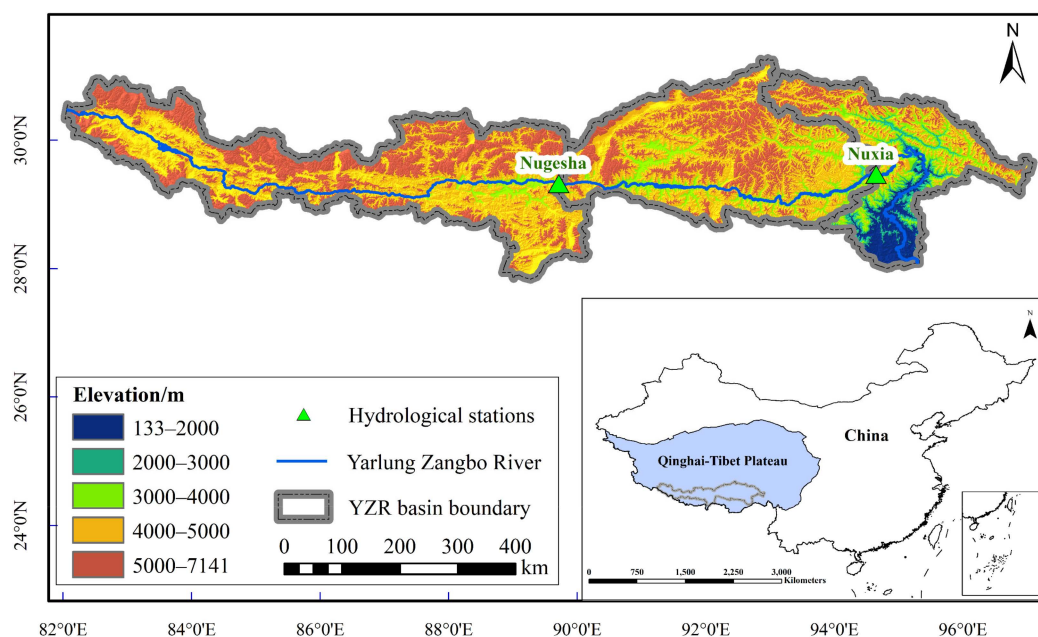 N
30°0'N
28°0'N
26°0'N
24°0'N
Nugesha
Nuxia
Elevation/m
133–2000
2000–3000
3000–4000
4000–5000
5000–7141
Hydrological stations
Yarlung Zangbo River
YZR basin boundary
0 100 200 300 400
km
N
China
Qinghai-Tibet Plateau
0 750 1,500 2,250 3,000
Kilometers
82°0'E 84°0'E 86°0'E 88°0'E 90°0'E 92°0'E 94°0'E 96°0'E